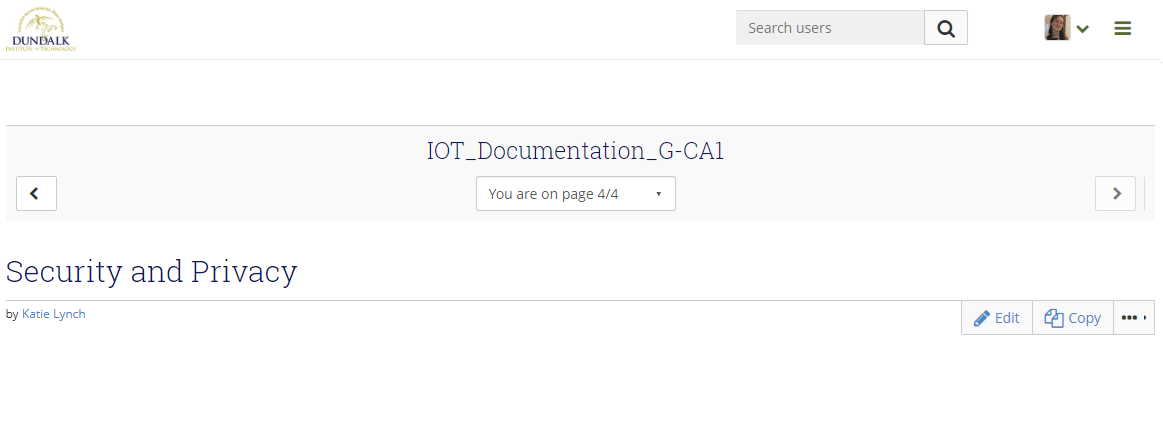 DUNDALK
INSTITUTE OF TECHNOLOGY
Search users
IOT_Documentation_G-CA1
You are on page 4/4
Security and Privacy
by Katie Lynch
Edit
Copy